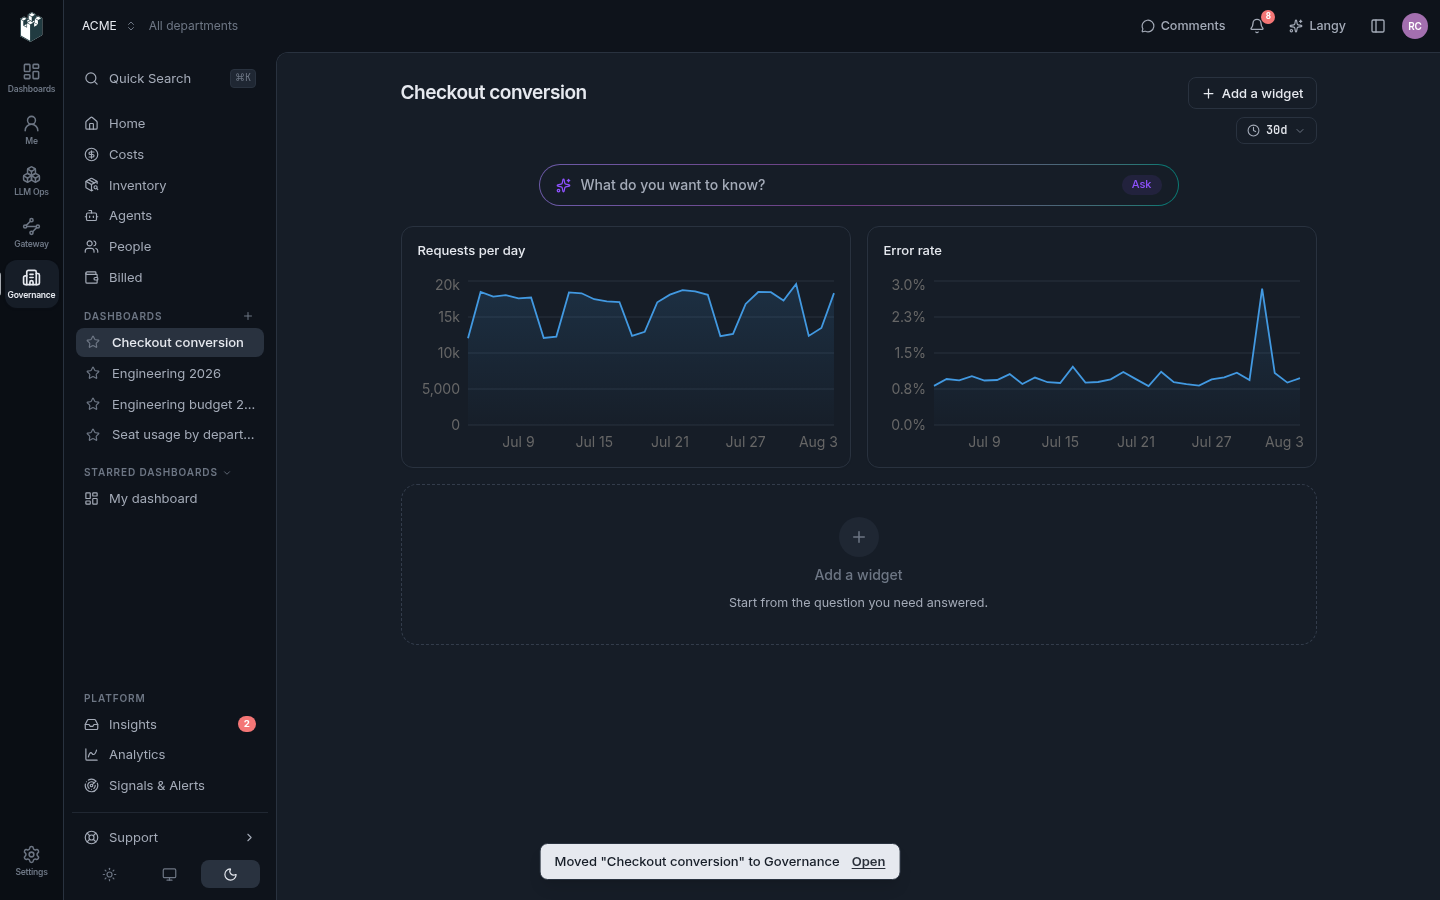 ACME
All departments
Comments
8
Langy
RC
Dashboards
Me
LLM Ops
Gateway
Governance
Settings
Quick Search
⌘K
Home
Costs
Inventory
Agents
People
Billed
DASHBOARDS
Checkout conversion
Engineering 2026
Engineering budget 2...
Seat usage by depart...
STARRED DASHBOARDS
My dashboard
PLATFORM
Insights
2
Analytics
Signals & Alerts
Support
Checkout conversion
Add a widget
30d
What do you want to know?
Ask
Requests per day
20k
15k
10k
5,000
0
Jul 9
Jul 15
Jul 21
Jul 27
Aug 3
Error rate
3.0%
2.3%
1.5%
0.8%
0.0%
Jul 9
Jul 15
Jul 21
Jul 27
Aug 3
Add a widget
Start from the question you need answered.
Moved "Checkout conversion" to Governance
Open